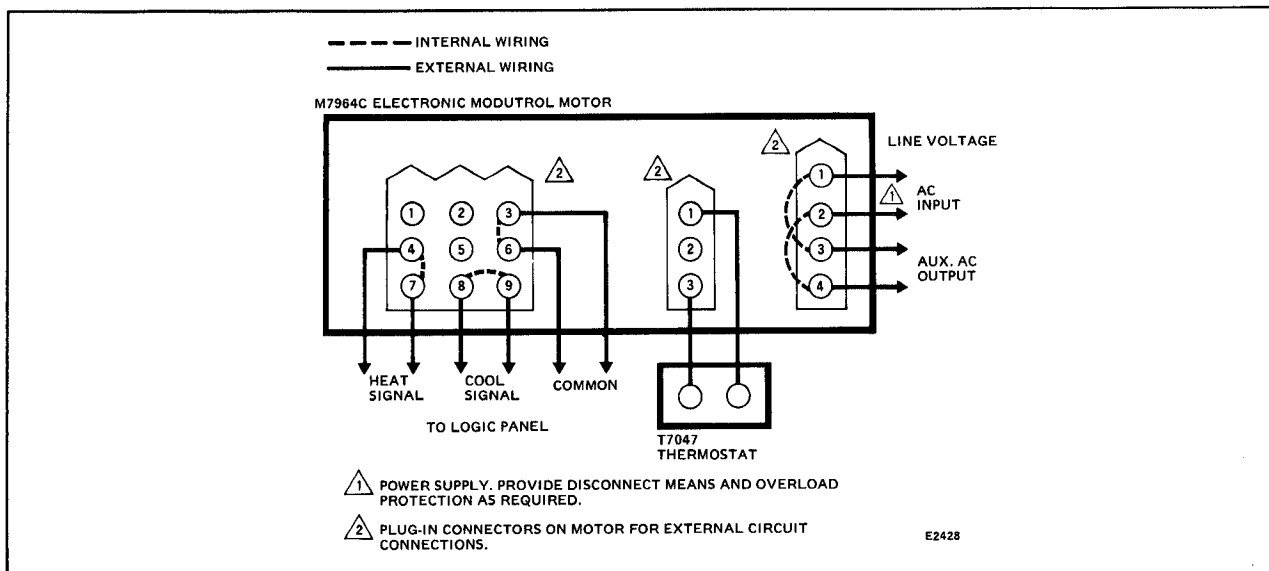 INTERNAL WIRING
EXTERNAL WIRING
M7964C ELECTRONIC MODUTROL MOTOR
2
2
2
LINE VOLTAGE
1 2 3
4 5 6
7 8 9
1
2
3
1
2
3
4
1
AC
INPUT
AUX. AC
OUTPUT
HEAT
SIGNAL
COOL
SIGNAL
COMMON
TO LOGIC PANEL
T7047
THERMOSTAT
1 POWER SUPPLY. PROVIDE DISCONNECT MEANS AND OVERLOAD
PROTECTION AS REQUIRED.
2 PLUG-IN CONNECTORS ON MOTOR FOR EXTERNAL CIRCUIT
CONNECTIONS.
E2428